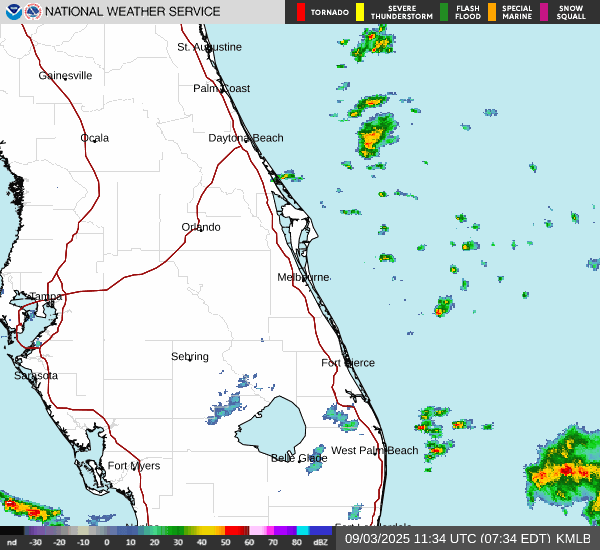 NATIONAL WEATHER SERVICE
TORNADO
SEVERE THUNDERSTORM
FLASH FLOOD
SPECIAL MARINE
SNOW SQUALL
St. Augustine
Gainesville
Palm Coast
Ocala
Daytona Beach
Orlando
Melbourne
Tampa
Sebring
Fort Pierce
Sarasota
West Palm Beach
Belle Glade
Fort Myers
nd -30 -20 -10 0 10 20 30 40 50 60 70 80 dBZ
09/03/2025 11:34 UTC (07:34 EDT) KMLB